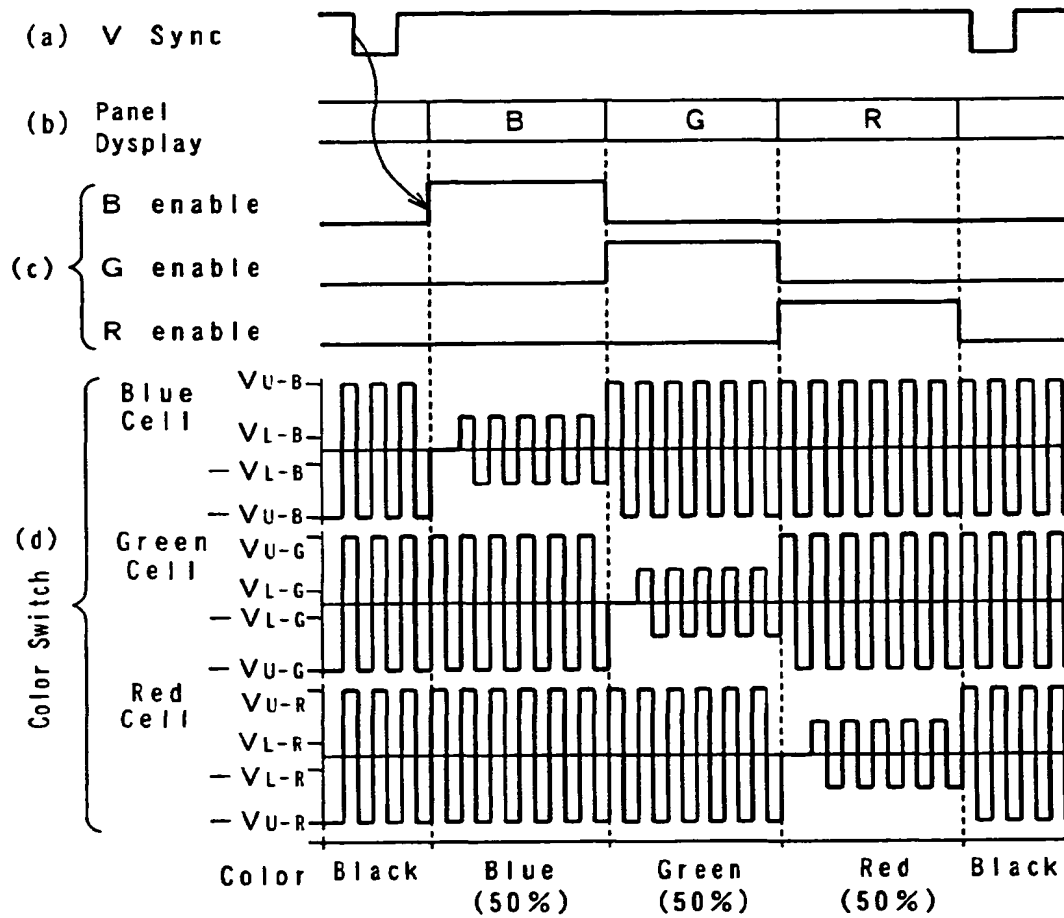 (a) V Sync
(b) Panel Dysplay
B G R
(c)
B enable
G enable
R enable
(d) Color Switch
Blue Cell
VU-B
VL-B
-VL-B
-VU-B
Green Cell
VU-G
VL-G
-VL-G
-VU-G
Red Cell
VU-R
VL-R
-VL-R
-VU-R
Color Black Blue (50%) Green (50%) Red (50%) Black